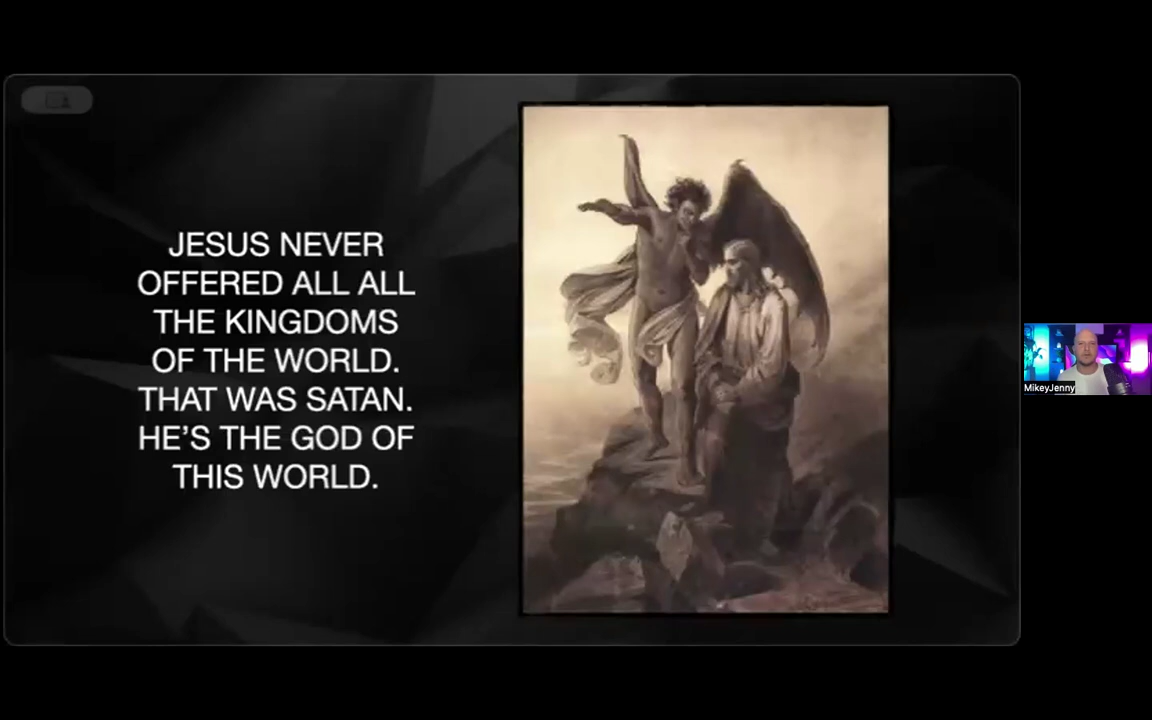 JESUS NEVER
OFFERED ALL ALL
THE KINGDOMS
OF THE WORLD.
THAT WAS SATAN.
HE’S THE GOD OF
THIS WORLD.
MikeyJenny